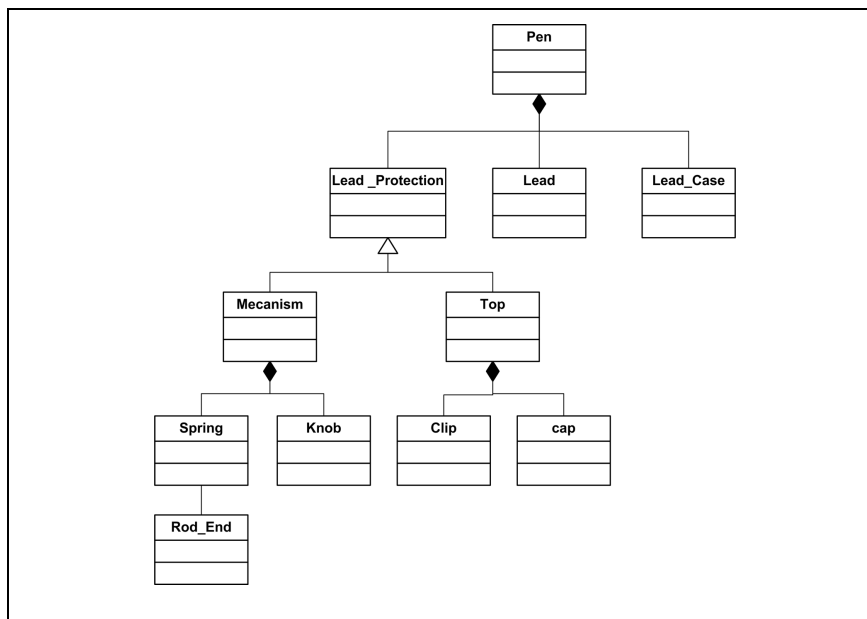 Pen
Lead _Protection
Lead
Lead_Case
Mecanism
Top
Spring
Knob
Clip
cap
Rod_End